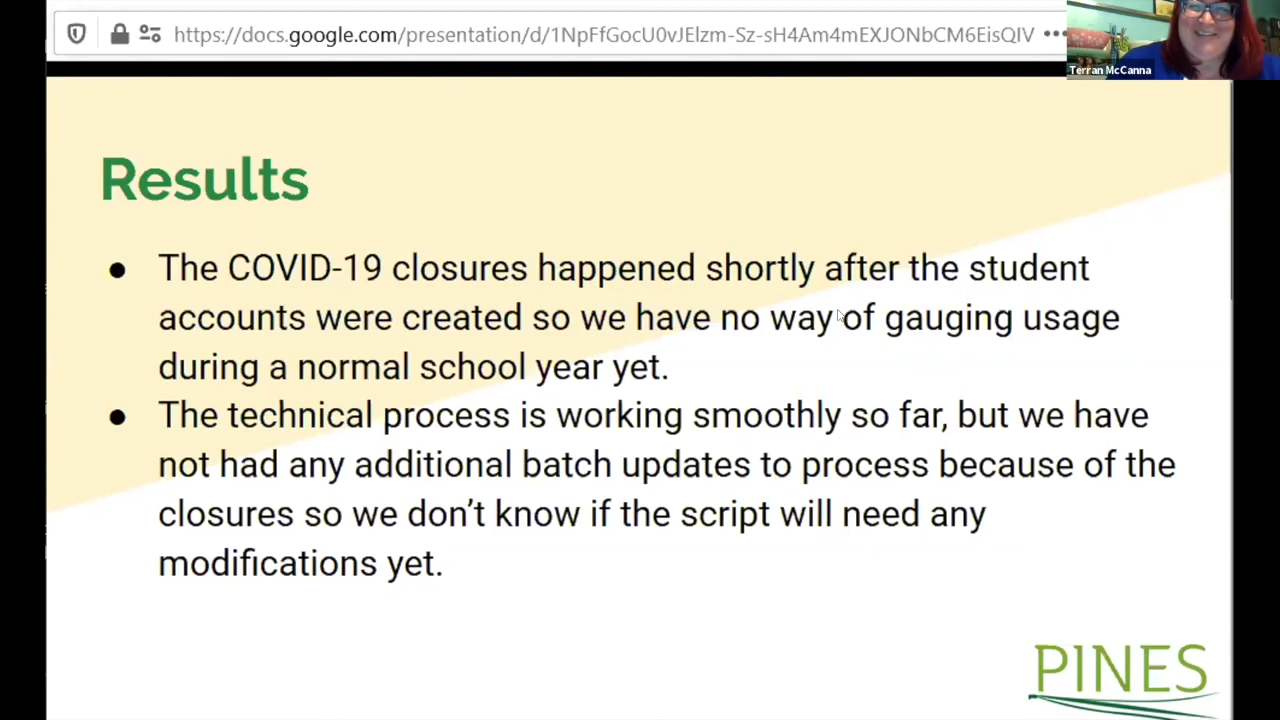 https://docs.google.com/presentation/d/1NpFfGocU0vJElzm-Sz-sH4Am4mEXJONbCM6EisQIV
Terran McCanna
Results
● The COVID-19 closures happened shortly after the student
accounts were created so we have no way of gauging usage
during a normal school year yet.
● The technical process is working smoothly so far, but we have
not had any additional batch updates to process because of the
closures so we don’t know if the script will need any
modifications yet.
PINES